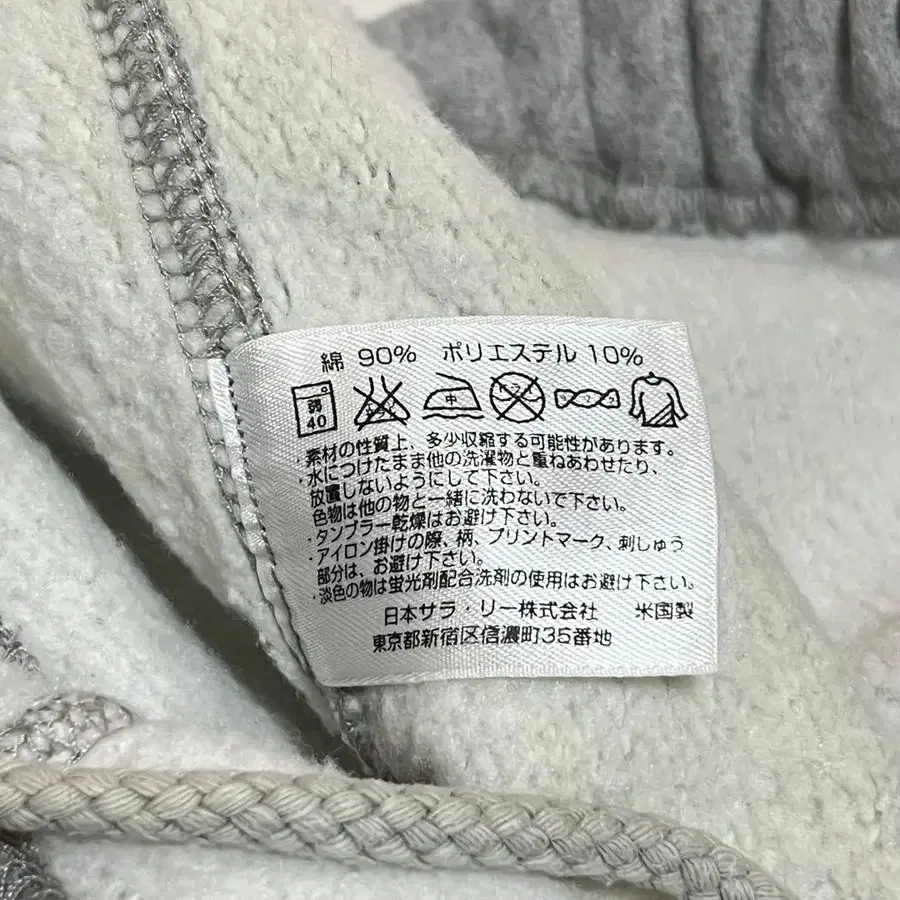 綿 90% ポリエステル 10%
弱 40 エンソサラシ 中 ドライ
素材の性質上、多少収縮する可能性があります。
・水につけたまま他の洗濯物と重ねあわせたり、
放置しないようにして下さい。
色物は他の物と一緒に洗わないで下さい。
・タンブラー乾燥はお避け下さい。
・アイロン掛けの際、柄、プリントマーク、刺しゅう
部分は、お避け下さい。
・淡色の物は蛍光剤配合洗剤の使用はお避け下さい。
日本サラ・リー株式会社 米国製
東京都新宿区信濃町35番地